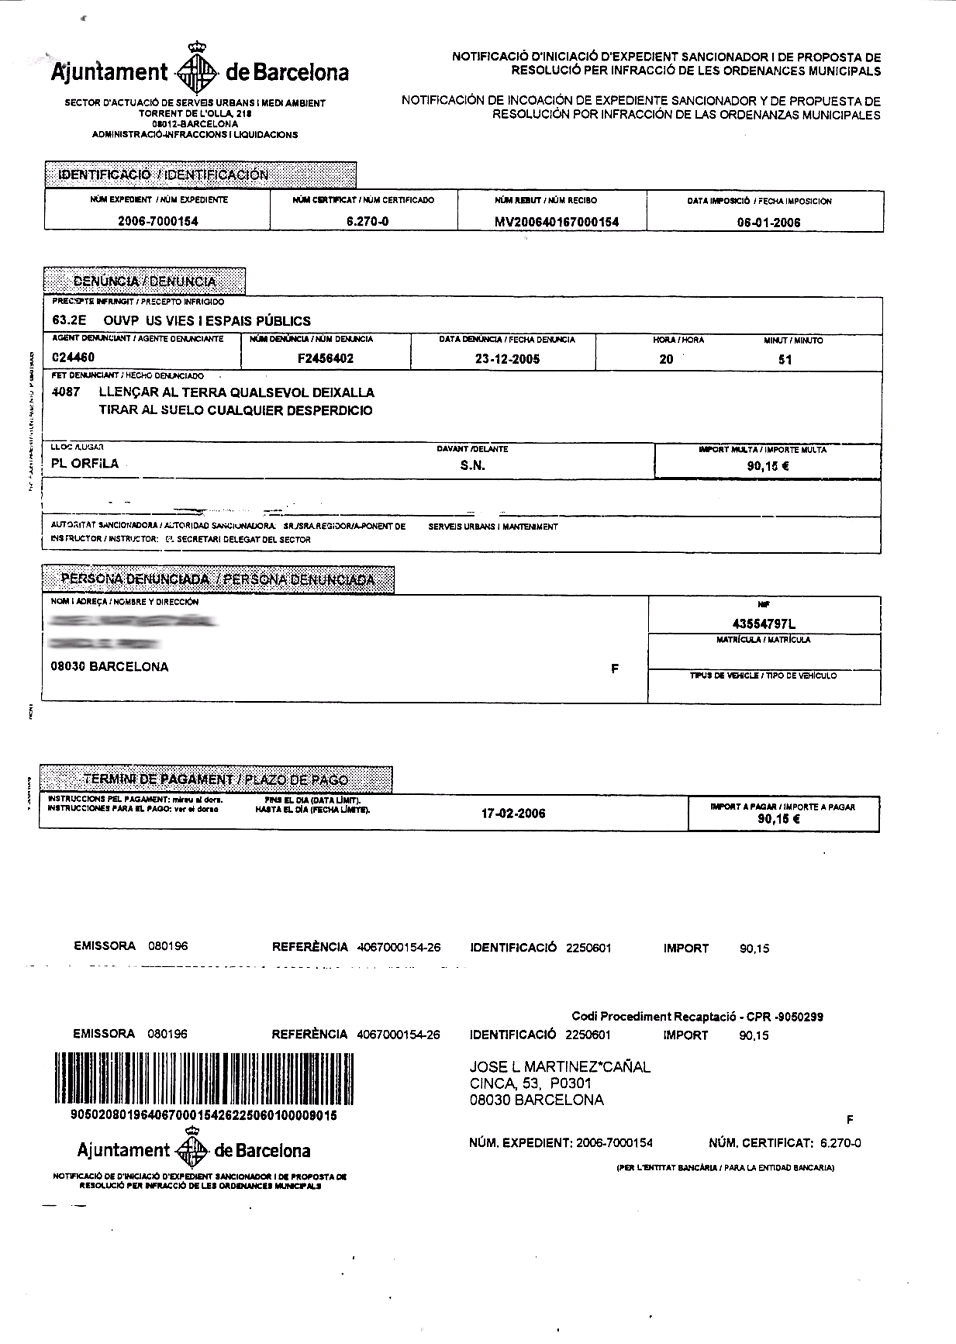 Ajuntament de Barcelona
SECTOR D'ACTUACIÓ DE SERVEIS URBANS I MEDI AMBIENT
TORRENT DE L'OLLA, 218
08012-BARCELONA
ADMINISTRACIÓ-INFRACCIONS I LIQUIDACIONS
NOTIFICACIÓ D'INICIACIÓ D'EXPEDIENT SANCIONADOR I DE PROPOSTA DE
RESOLUCIÓ PER INFRACCIÓ DE LES ORDENANCES MUNICIPALS
NOTIFICACIÓN DE INCOACIÓN DE EXPEDIENTE SANCIONADOR Y DE PROPUESTA DE
RESOLUCIÓN POR INFRACCIÓN DE LAS ORDENANZAS MUNICIPALES
IDENTIFICACIÓ / IDENTIFICACIÓN
NÚM EXPEDIENT / NÚM EXPEDIENTE NÚM CERTIFICAT / NÚM CERTIFICADO NÚM REBUT / NÚM RECIBO DATA IMPOSICIÓ / FECHA IMPOSICIÓN
2006-7000154 6.270-0 MV200640167000154 06-01-2006
DENÚNCIA / DENUNCIA
PRECEPTE INFRINGIT / PRECEPTO INFRIGIDO
63.2E OUVP US VIES I ESPAIS PÚBLICS
AGENT DENUNCIANT / AGENTE DENUNCIANTE NÚM DENÚNCIA / NÚM DENUNCIA DATA DENÚNCIA / FECHA DENUNCIA HORA / HORA MINUT / MINUTO
024460 F2456402 23-12-2005 20 51
FET DENUNCIANT / HECHO DENUNCIADO
4087 LLENÇAR AL TERRA QUALSEVOL DEIXALLA
TIRAR AL SUELO CUALQUIER DESPERDICIO
LLOC /LUGAR DAVANT /DELANTE IMPORT MULTA / IMPORTE MULTA
PL ORFILA S.N. 90,15 €
AUTORITAT SANCIONADORA / AUTORIDAD SANCIONADORA: SR./SRA.REGIDOR/A-PONENT DE SERVEIS URBANS I MANTENIMENT
INSTRUCTOR / INSTRUCTOR: EL SECRETARI DELEGAT DEL SECTOR
PERSONA DENUNCIADA / PERSONA DENUNCIADA
NOM I ADREÇA / NOMBRE Y DIRECCIÓN NIF
43554797L
MATRÍCULA / MATRÍCULA
08030 BARCELONA F
TIPUS DE VEHICLE / TIPO DE VEHÍCULO
TERMINI DE PAGAMENT / PLAZO DE PAGO
INSTRUCCIONS PEL PAGAMENT: mireu al dors. FINS EL DIA (DATA LÍMIT). IMPORT A PAGAR / IMPORTE A PAGAR
INSTRUCCIONES PARA EL PAGO: ver el dorso HASTA EL DÍA (FECHA LÍMITE). 17-02-2006 90,15 €
EMISSORA 080196 REFERÈNCIA 4067000154-26 IDENTIFICACIÓ 2250601 IMPORT 90,15
Codi Procediment Recaptació - CPR -9050299
EMISSORA 080196 REFERÈNCIA 4067000154-26 IDENTIFICACIÓ 2250601 IMPORT 90,15
JOSE L MARTINEZ*CAÑAL
CINCA, 53, P0301
08030 BARCELONA
90502080196406700015426225060100009015
F
Ajuntament de Barcelona
NÚM. EXPEDIENT: 2006-7000154 NÚM. CERTIFICAT: 6.270-0
(PER L'ENTITAT BANCÀRIA / PARA LA ENTIDAD BANCARIA)
NOTIFICACIÓ DE D'INICIACIÓ D'EXPEDIENT SANCIONADOR I DE PROPOSTA DE
RESOLUCIÓ PER INFRACCIÓ DE LES ORDENANCES MUNICIPALS